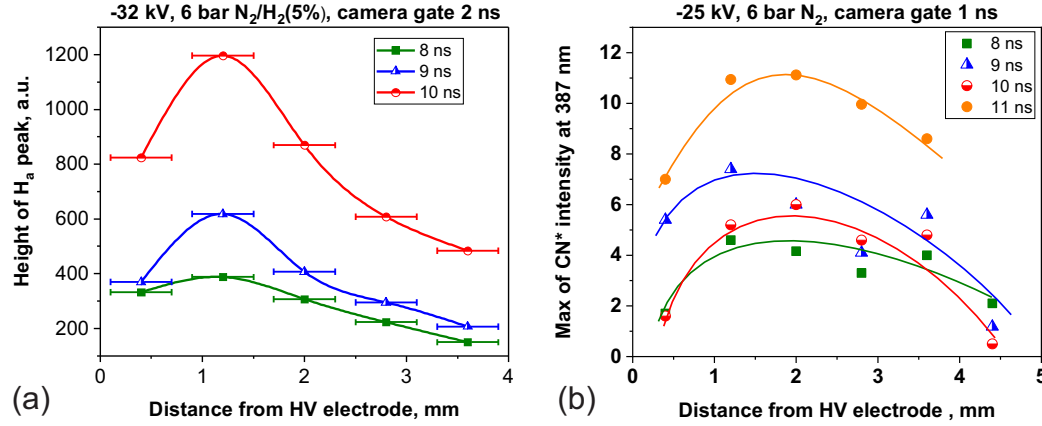 -32 kV, 6 bar N₂/H₂(5%), camera gate 2 ns
1200
1000
800
600
400
200
0
1
2
3
4
Height of Hₐ peak, a.u.
Distance from HV electrode, mm
8 ns
9 ns
10 ns
(a)
-25 kV, 6 bar N₂, camera gate 1 ns
12
10
8
6
4
2
0
0
1
2
3
4
5
Max of CN* intensity at 387 nm
Distance from HV electrode , mm
8 ns
9 ns
10 ns
11 ns
(b)